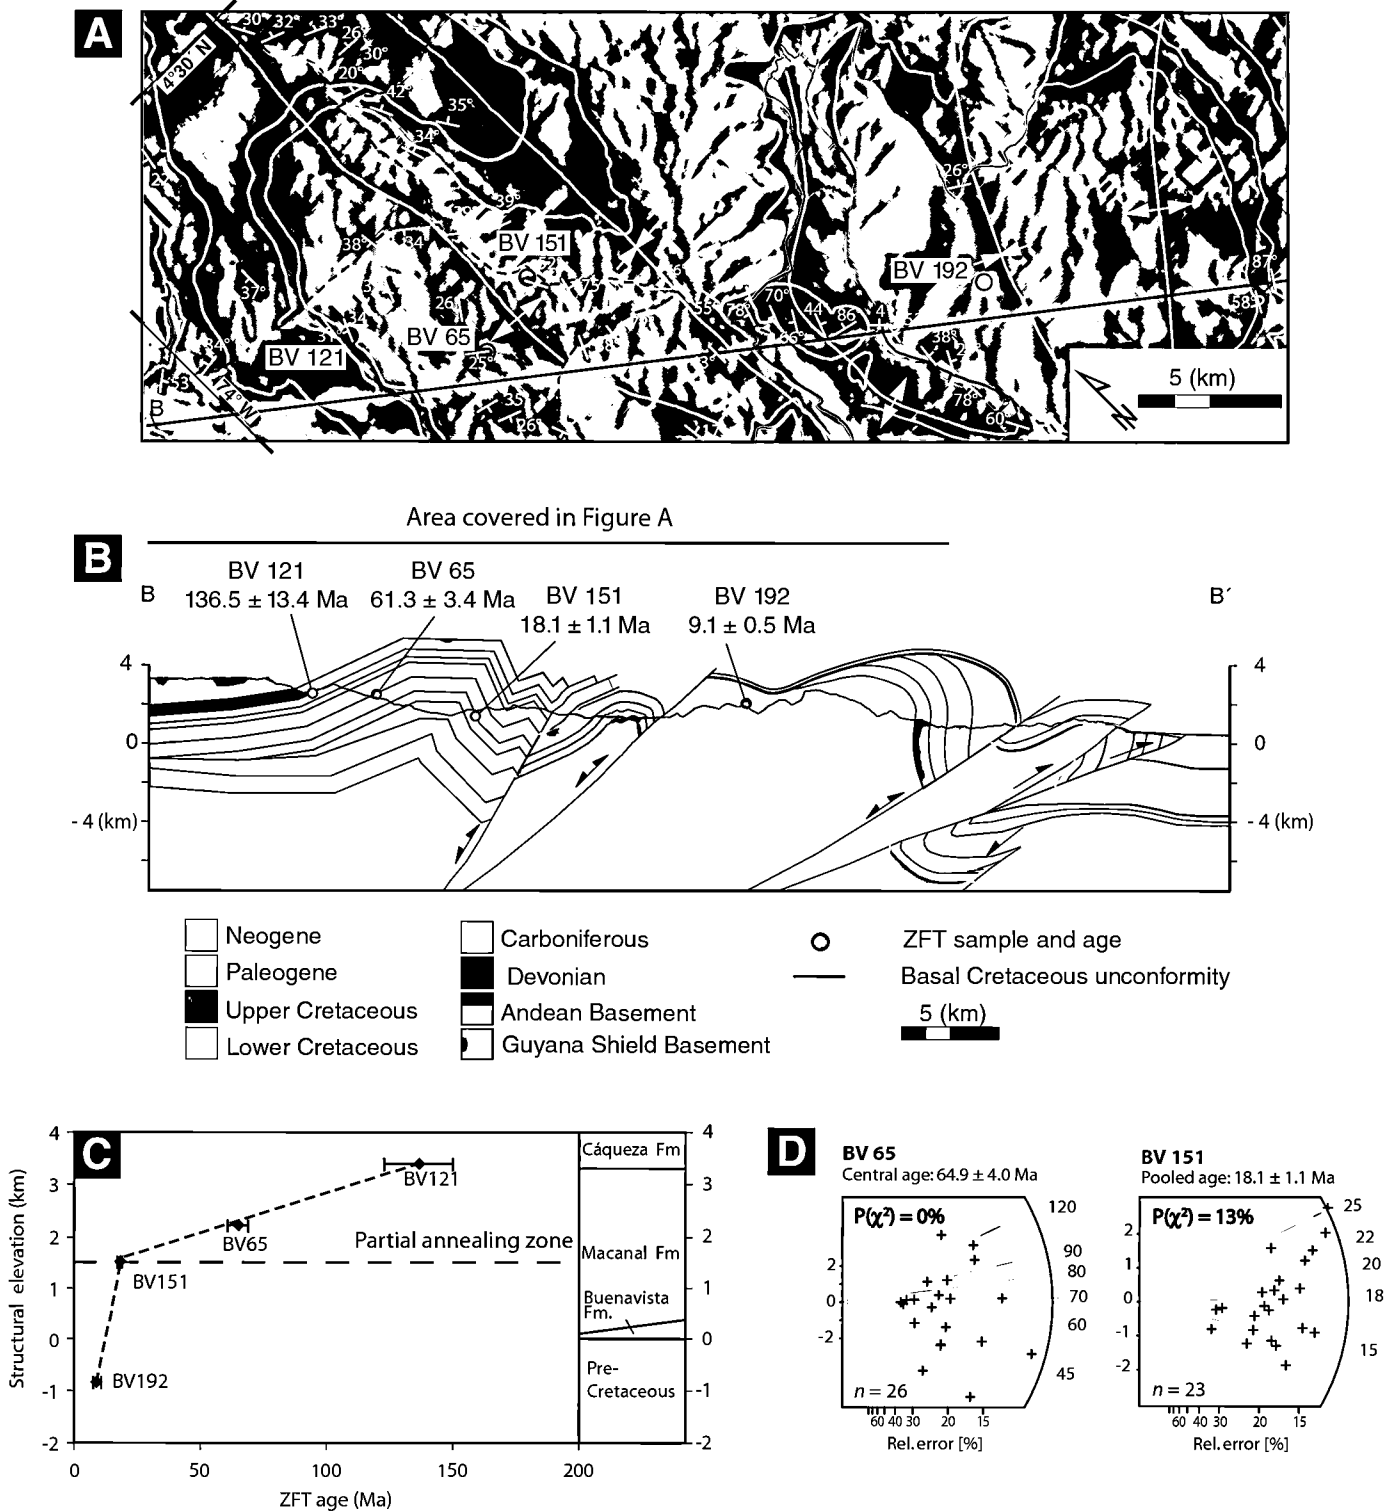 A
4°30' N
30°
32°
33°
26°
30°
20°
42°
35°
34°
39°
38°
34
BV 151
26°
BV 192
87°
58°
37°
26
BV 65
BV 121
34°
25°
55°
78°
70°
44
86
66°
38°
78°
60
53
74° W
35
26°
B
5 (km)
N
Area covered in Figure A
B
BV 121
136.5 ± 13.4 Ma
BV 65
61.3 ± 3.4 Ma
BV 151
18.1 ± 1.1 Ma
BV 192
9.1 ± 0.5 Ma
B
B´
4
0
- 4 (km)
4
0
- 4 (km)
Neogene
Paleogene
Upper Cretaceous
Lower Cretaceous
Carboniferous
Devonian
Andean Basement
Guyana Shield Basement
ZFT sample and age
Basal Cretaceous unconformity
5 (km)
C
Structural elevation (km)
4
3
2
1
0
-1
-2
0
50
100
150
200
ZFT age (Ma)
BV121
BV65
Partial annealing zone
BV151
BV192
Cáqueza Fm
Macanal Fm
Buenavista
Fm.
Pre-
Cretaceous
4
3
2
1
0
-1
-2
D
BV 65
Central age: 64.9 ± 4.0 Ma
P(χ²) = 0%
2
0
-2
n = 26
120
90
80
70
60
45
60 40 30 20 15
Rel. error [%]
BV 151
Pooled age: 18.1 ± 1.1 Ma
P(χ²) = 13%
2
1
0
-1
-2
n = 23
25
22
20
18
15
60 40 30 20 15
Rel. error [%]